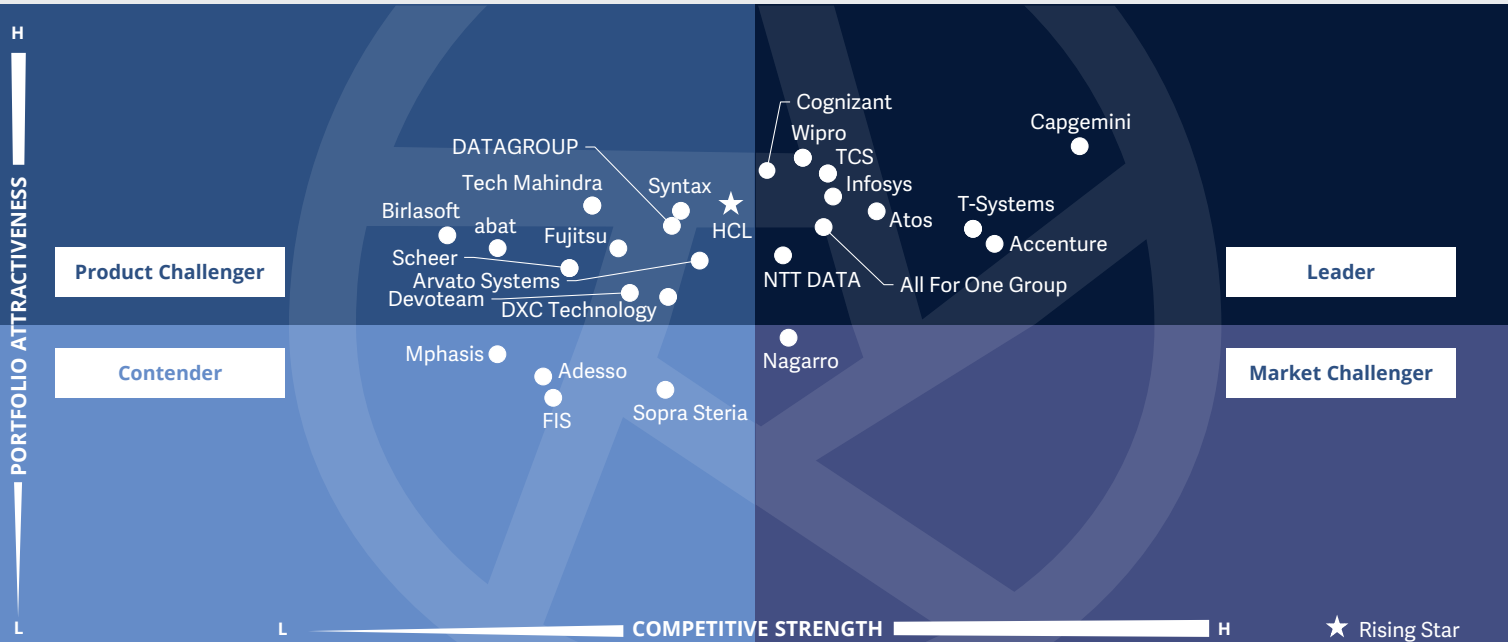 H
Cognizant
Capgemini
Wipro
DATAGROUP
TCS
Tech Mahindra
Syntax
Infosys
Birlasoft
T-Systems
abat
Atos
HCL
Fujitsu
Accenture
Scheer
Product Challenger
Leader
Arvato Systems
NTT DATA
All For One Group
Devoteam
DXC Technology
PORTFOLIO ATTRACTIVENESS
Mphasis
Nagarro
Adesso
Contender
Market Challenger
Sopra Steria
FIS
L
L
COMPETITIVE STRENGTH
H
Rising Star